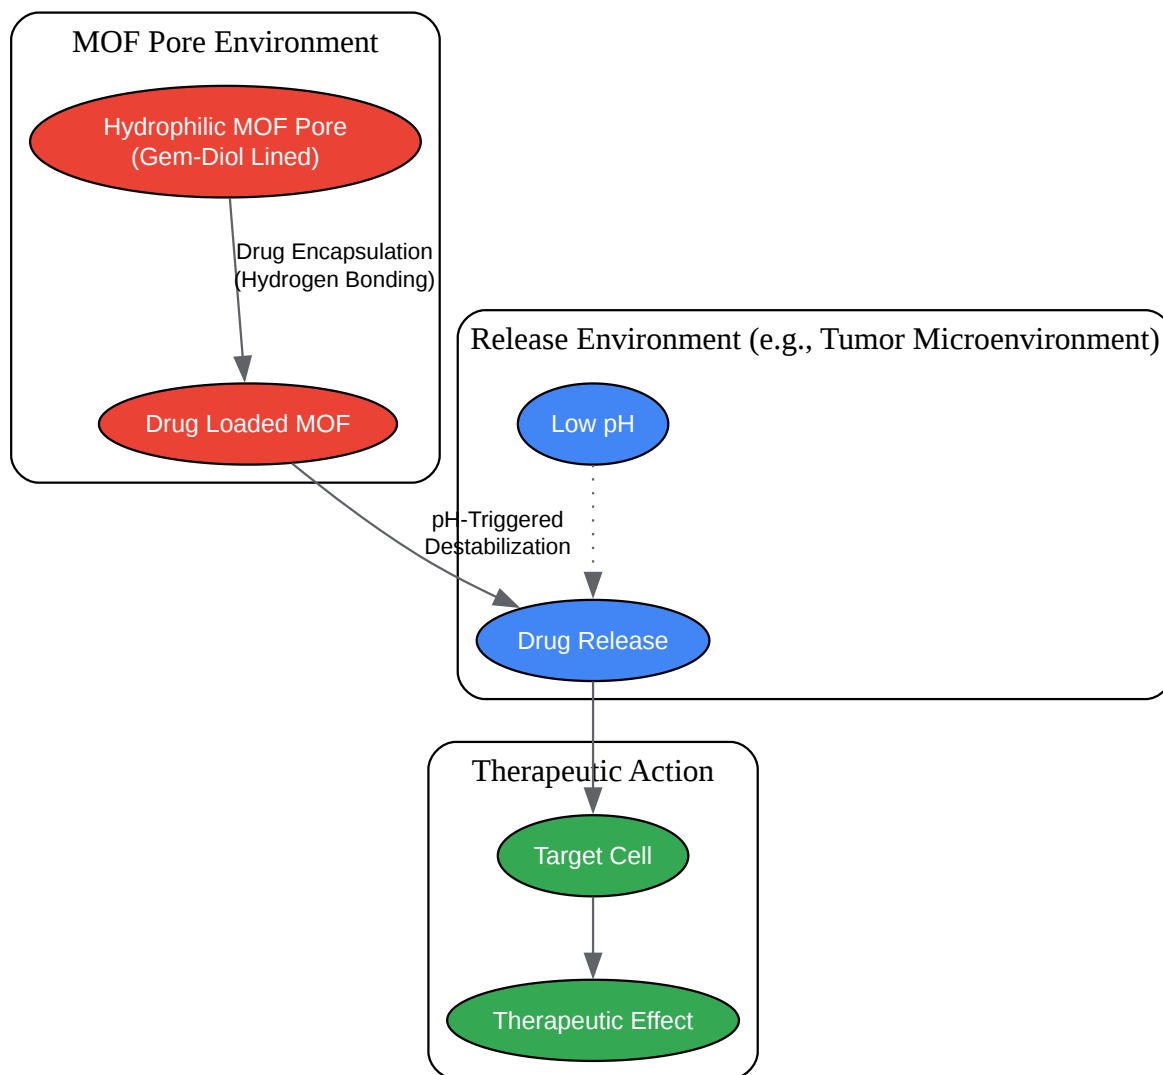 MOF Pore Environment
Hydrophilic MOF Pore
(Gem-Diol Lined)
Drug Encapsulation
(Hydrogen Bonding)
Drug Loaded MOF
Release Environment (e.g., Tumor Microenvironment)
Low pH
pH-Triggered
Destabilization
Drug Release
Therapeutic Action
Target Cell
Therapeutic Effect